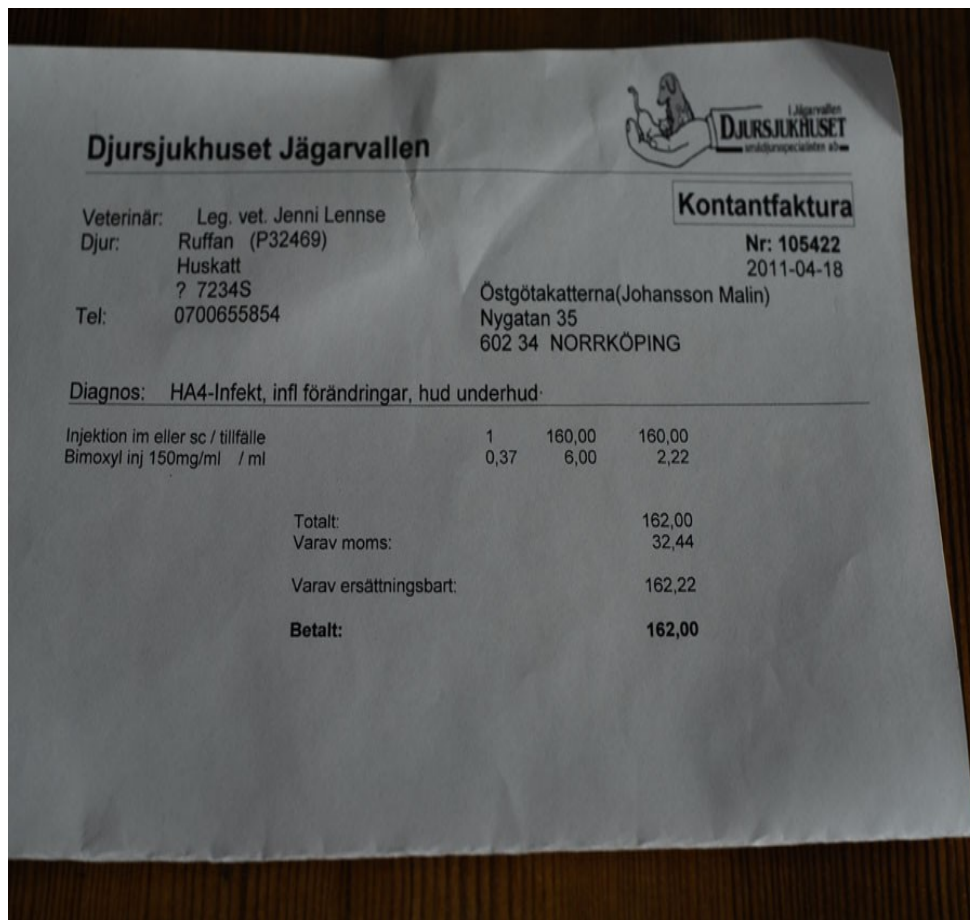 Djursjukhuset Jägarvallen
i Jägarvallen
DJURSJUKHUSET
smådjursspecialisten ab
Kontantfaktura
Nr: 105422
2011-04-18
Veterinär: Leg. vet. Jenni Lennse
Djur: Ruffan (P32469)
Huskatt
? 7234S
Tel: 0700655854
Östgötakatterna(Johansson Malin)
Nygatan 35
602 34 NORRKÖPING
Diagnos: HA4-Infekt, infl förändringar, hud underhud
Injektion im eller sc / tillfälle 1 160,00 160,00
Bimoxyl inj 150mg/ml / ml 0,37 6,00 2,22
Totalt: 162,00
Varav moms: 32,44
Varav ersättningsbart: 162,22
Betalt: 162,00